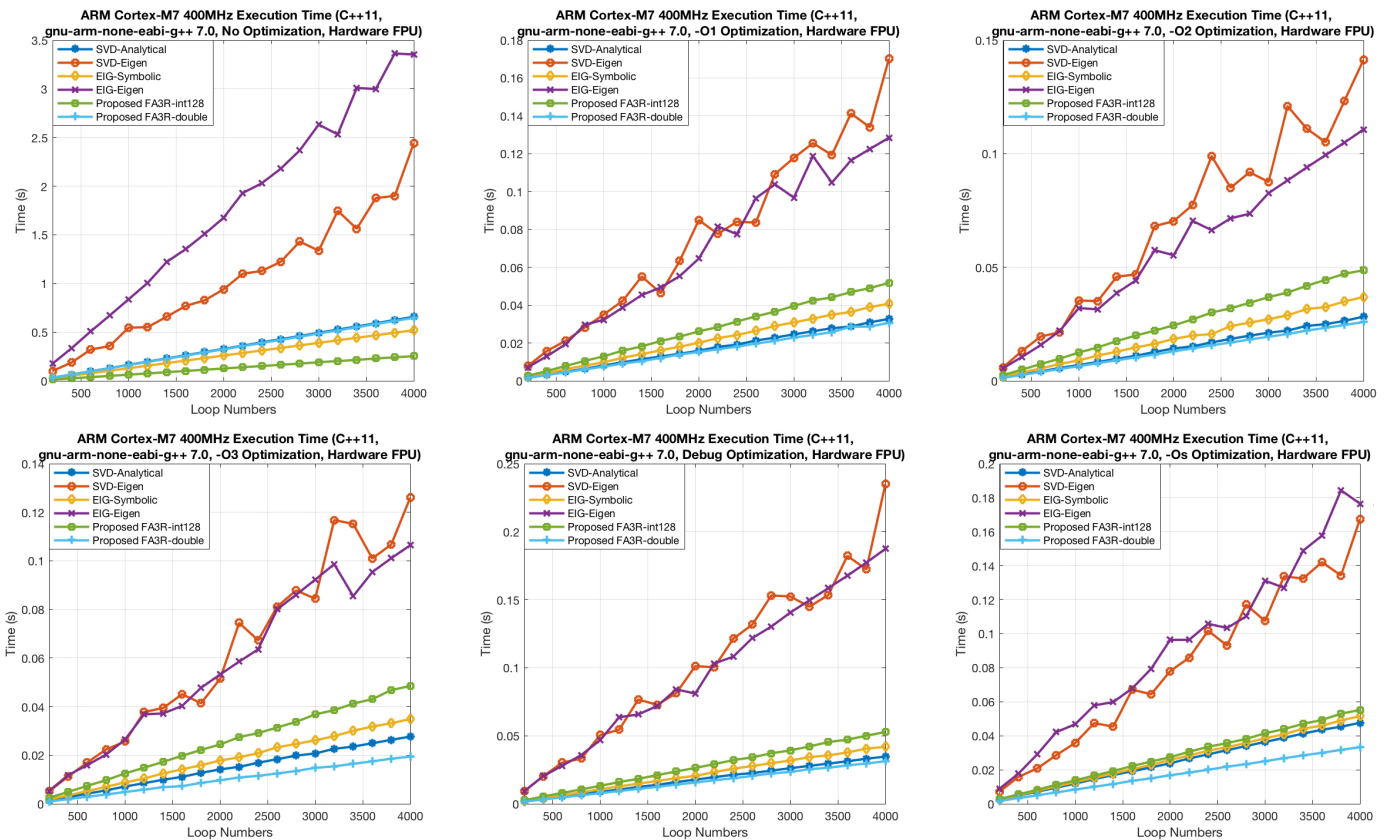 ARM Cortex-M7 400MHz Execution Time (C++11,
gnu-arm-none-eabi-g++ 7.0, No Optimization, Hardware FPU)
3.5
3
2.5
2
1.5
1
0.5
0
Time (s)
SVD-Analytical
SVD-Eigen
EIG-Symbolic
EIG-Eigen
Proposed FA3R-int128
Proposed FA3R-double
500 1000 1500 2000 2500 3000 3500 4000
Loop Numbers
ARM Cortex-M7 400MHz Execution Time (C++11,
gnu-arm-none-eabi-g++ 7.0, -O1 Optimization, Hardware FPU)
0.18
0.16
0.14
0.12
0.1
0.08
0.06
0.04
0.02
0
Time (s)
SVD-Analytical
SVD-Eigen
EIG-Symbolic
EIG-Eigen
Proposed FA3R-int128
Proposed FA3R-double
500 1000 1500 2000 2500 3000 3500 4000
Loop Numbers
ARM Cortex-M7 400MHz Execution Time (C++11,
gnu-arm-none-eabi-g++ 7.0, -O2 Optimization, Hardware FPU)
0.15
0.1
0.05
0
Time (s)
SVD-Analytical
SVD-Eigen
EIG-Symbolic
EIG-Eigen
Proposed FA3R-int128
Proposed FA3R-double
500 1000 1500 2000 2500 3000 3500 4000
Loop Numbers
ARM Cortex-M7 400MHz Execution Time (C++11,
gnu-arm-none-eabi-g++ 7.0, -O3 Optimization, Hardware FPU)
0.14
0.12
0.1
0.08
0.06
0.04
0.02
0
Time (s)
SVD-Analytical
SVD-Eigen
EIG-Symbolic
EIG-Eigen
Proposed FA3R-int128
Proposed FA3R-double
500 1000 1500 2000 2500 3000 3500 4000
Loop Numbers
ARM Cortex-M7 400MHz Execution Time (C++11,
gnu-arm-none-eabi-g++ 7.0, Debug Optimization, Hardware FPU)
0.25
0.2
0.15
0.1
0.05
0
Time (s)
SVD-Analytical
SVD-Eigen
EIG-Symbolic
EIG-Eigen
Proposed FA3R-int128
Proposed FA3R-double
500 1000 1500 2000 2500 3000 3500 4000
Loop Numbers
ARM Cortex-M7 400MHz Execution Time (C++11,
gnu-arm-none-eabi-g++ 7.0, -Os Optimization, Hardware FPU)
0.2
0.18
0.16
0.14
0.12
0.1
0.08
0.06
0.04
0.02
0
Time (s)
SVD-Analytical
SVD-Eigen
EIG-Symbolic
EIG-Eigen
Proposed FA3R-int128
Proposed FA3R-double
500 1000 1500 2000 2500 3000 3500 4000
Loop Numbers